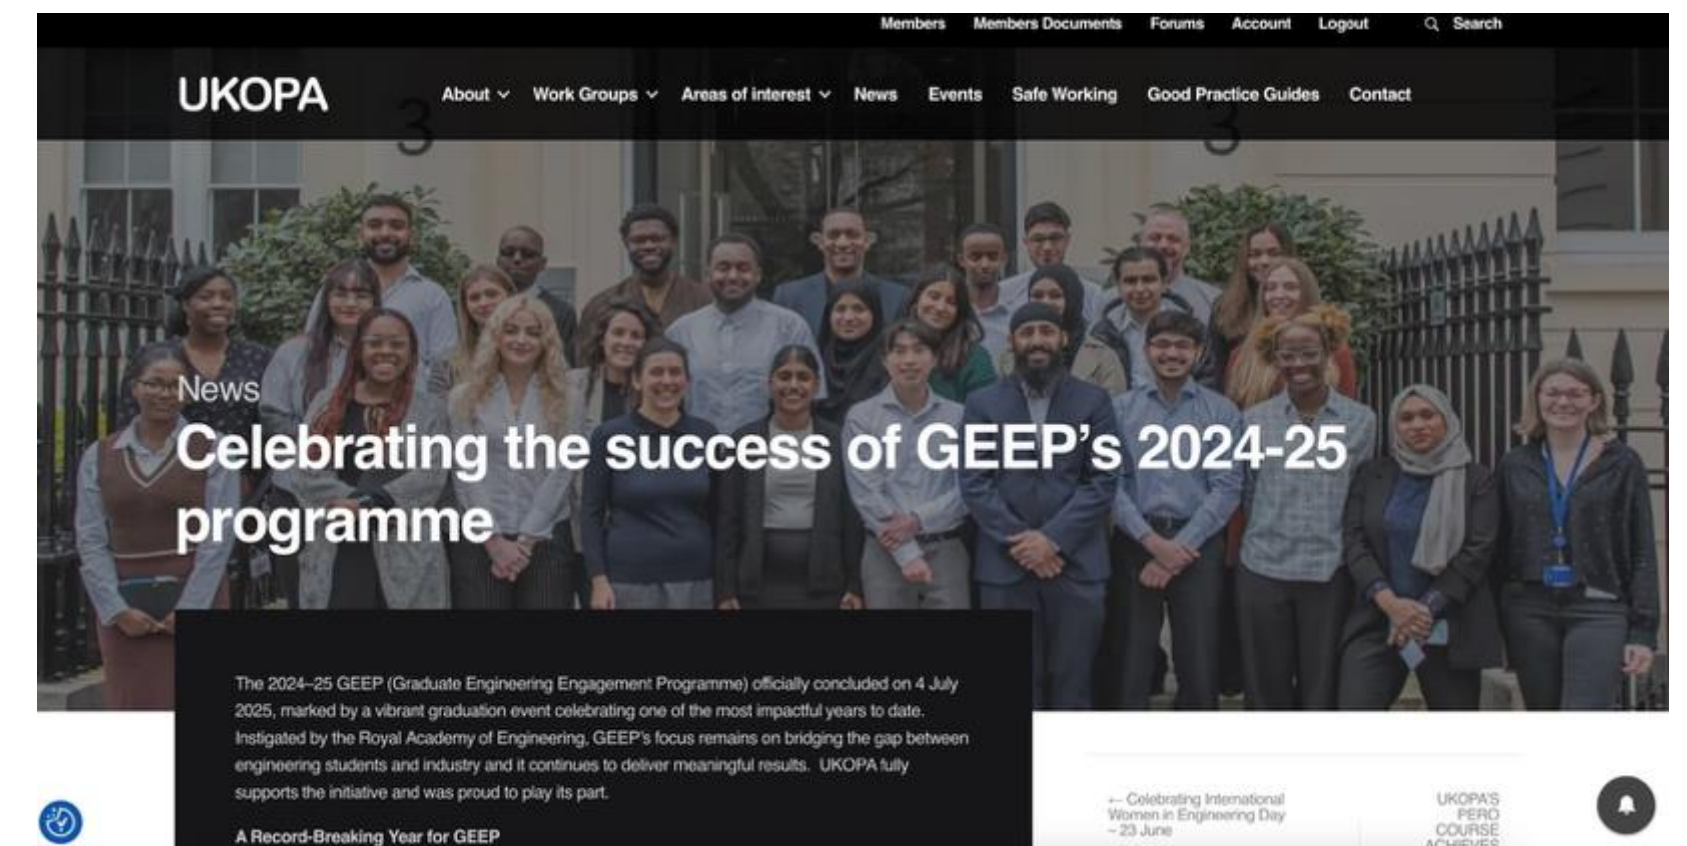 Members Members Documents Forums Account Logout Search
UKOPA About Work Groups Areas of interest News Events Safe Working Good Practice Guides Contact
3 3
News
Celebrating the success of GEEP's 2024-25
programme
The 2024–25 GEEP (Graduate Engineering Engagement Programme) officially concluded on 4 July
2025, marked by a vibrant graduation event celebrating one of the most impactful years to date.
Instigated by the Royal Academy of Engineering, GEEP's focus remains on bridging the gap between
engineering students and industry and it continues to deliver meaningful results. UKOPA fully
supports the initiative and was proud to play its part.
A Record-Breaking Year for GEEP
← Celebrating International
Women in Engineering Day
~ 23 June
UKOPA'S
PERO
COURSE
ACHIEVES